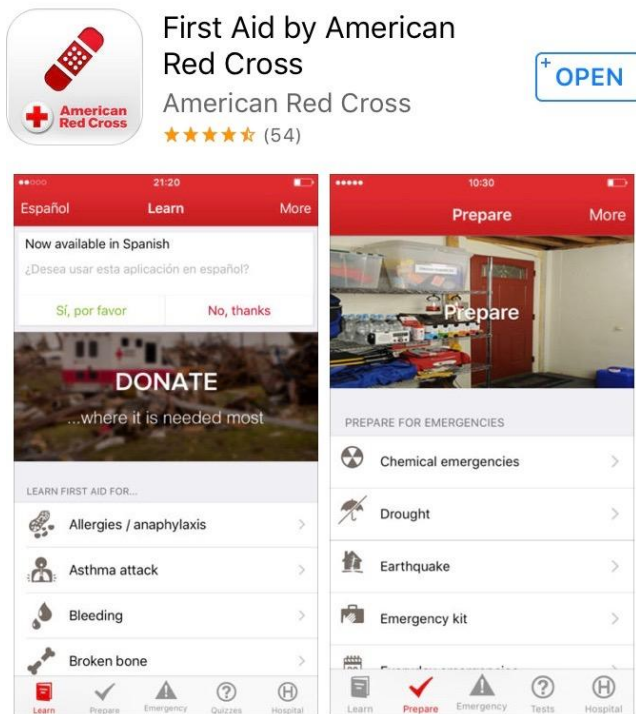 First Aid by American
Red Cross
American Red Cross
(54)
+ OPEN
American
Red Cross
21:20
Español
Learn
More
Now available in Spanish
¿Desea usar esta aplicación en español?
Sí, por favor
No, thanks
DONATE
...where it is needed most
LEARN FIRST AID FOR...
Allergies / anaphylaxis
Asthma attack
Bleeding
Broken bone
Learn
Prepare
Emergency
Quizzes
Hospital
10:30
Prepare
More
Prepare
PREPARE FOR EMERGENCIES
Chemical emergencies
Drought
Earthquake
Emergency kit
Everyday emergencies
Learn
Prepare
Emergency
Tests
Hospital